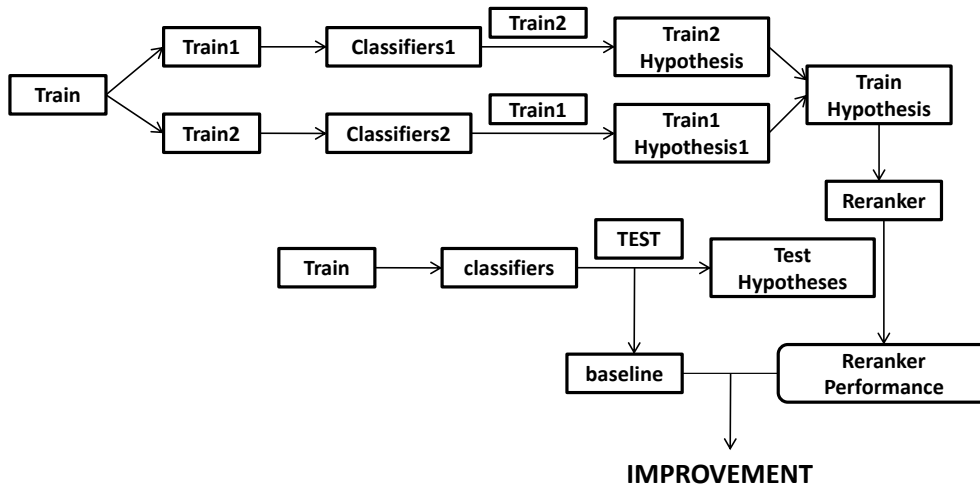 Train2
Train1
Classifiers1
Train2
Hypothesis
Train
Hypothesis
Train
Train2
Classifiers2
Train1
Train1
Hypothesis1
Reranker
TEST
Train
classifiers
Test
Hypotheses
baseline
Reranker
Performance
IMPROVEMENT